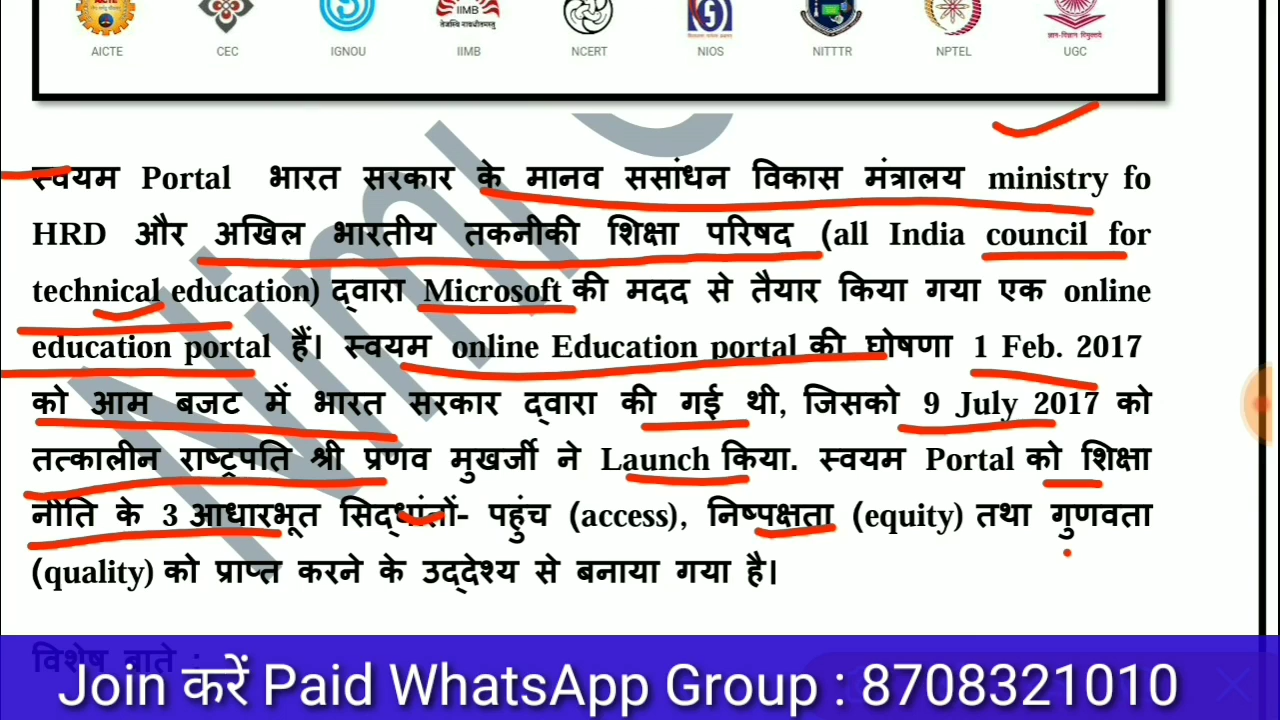 AICTE CEC IGNOU IIMB NCERT NIOS NITTTR NPTEL UGC
स्वयम Portal भारत सरकार के मानव ससांधन विकास मंत्रालय ministry fo
HRD और अखिल भारतीय तकनीकी शिक्षा परिषद (all India council for
technical education) द्वारा Microsoft की मदद से तैयार किया गया एक online
education portal हैं। स्वयम online Education portal की घोषणा 1 Feb. 2017
को आम बजट में भारत सरकार द्वारा की गई थी, जिसको 9 July 2017 को
तत्कालीन राष्ट्रपति श्री प्रणव मुखर्जी ने Launch किया. स्वयम Portal को शिक्षा
नीति के 3 आधारभूत सिद्धांतों- पहुंच (access), निष्पक्षता (equity) तथा गुणवता
(quality) को प्राप्त करने के उद्देश्य से बनाया गया है।
विशेष बाते :
Join करें Paid WhatsApp Group : 8708321010